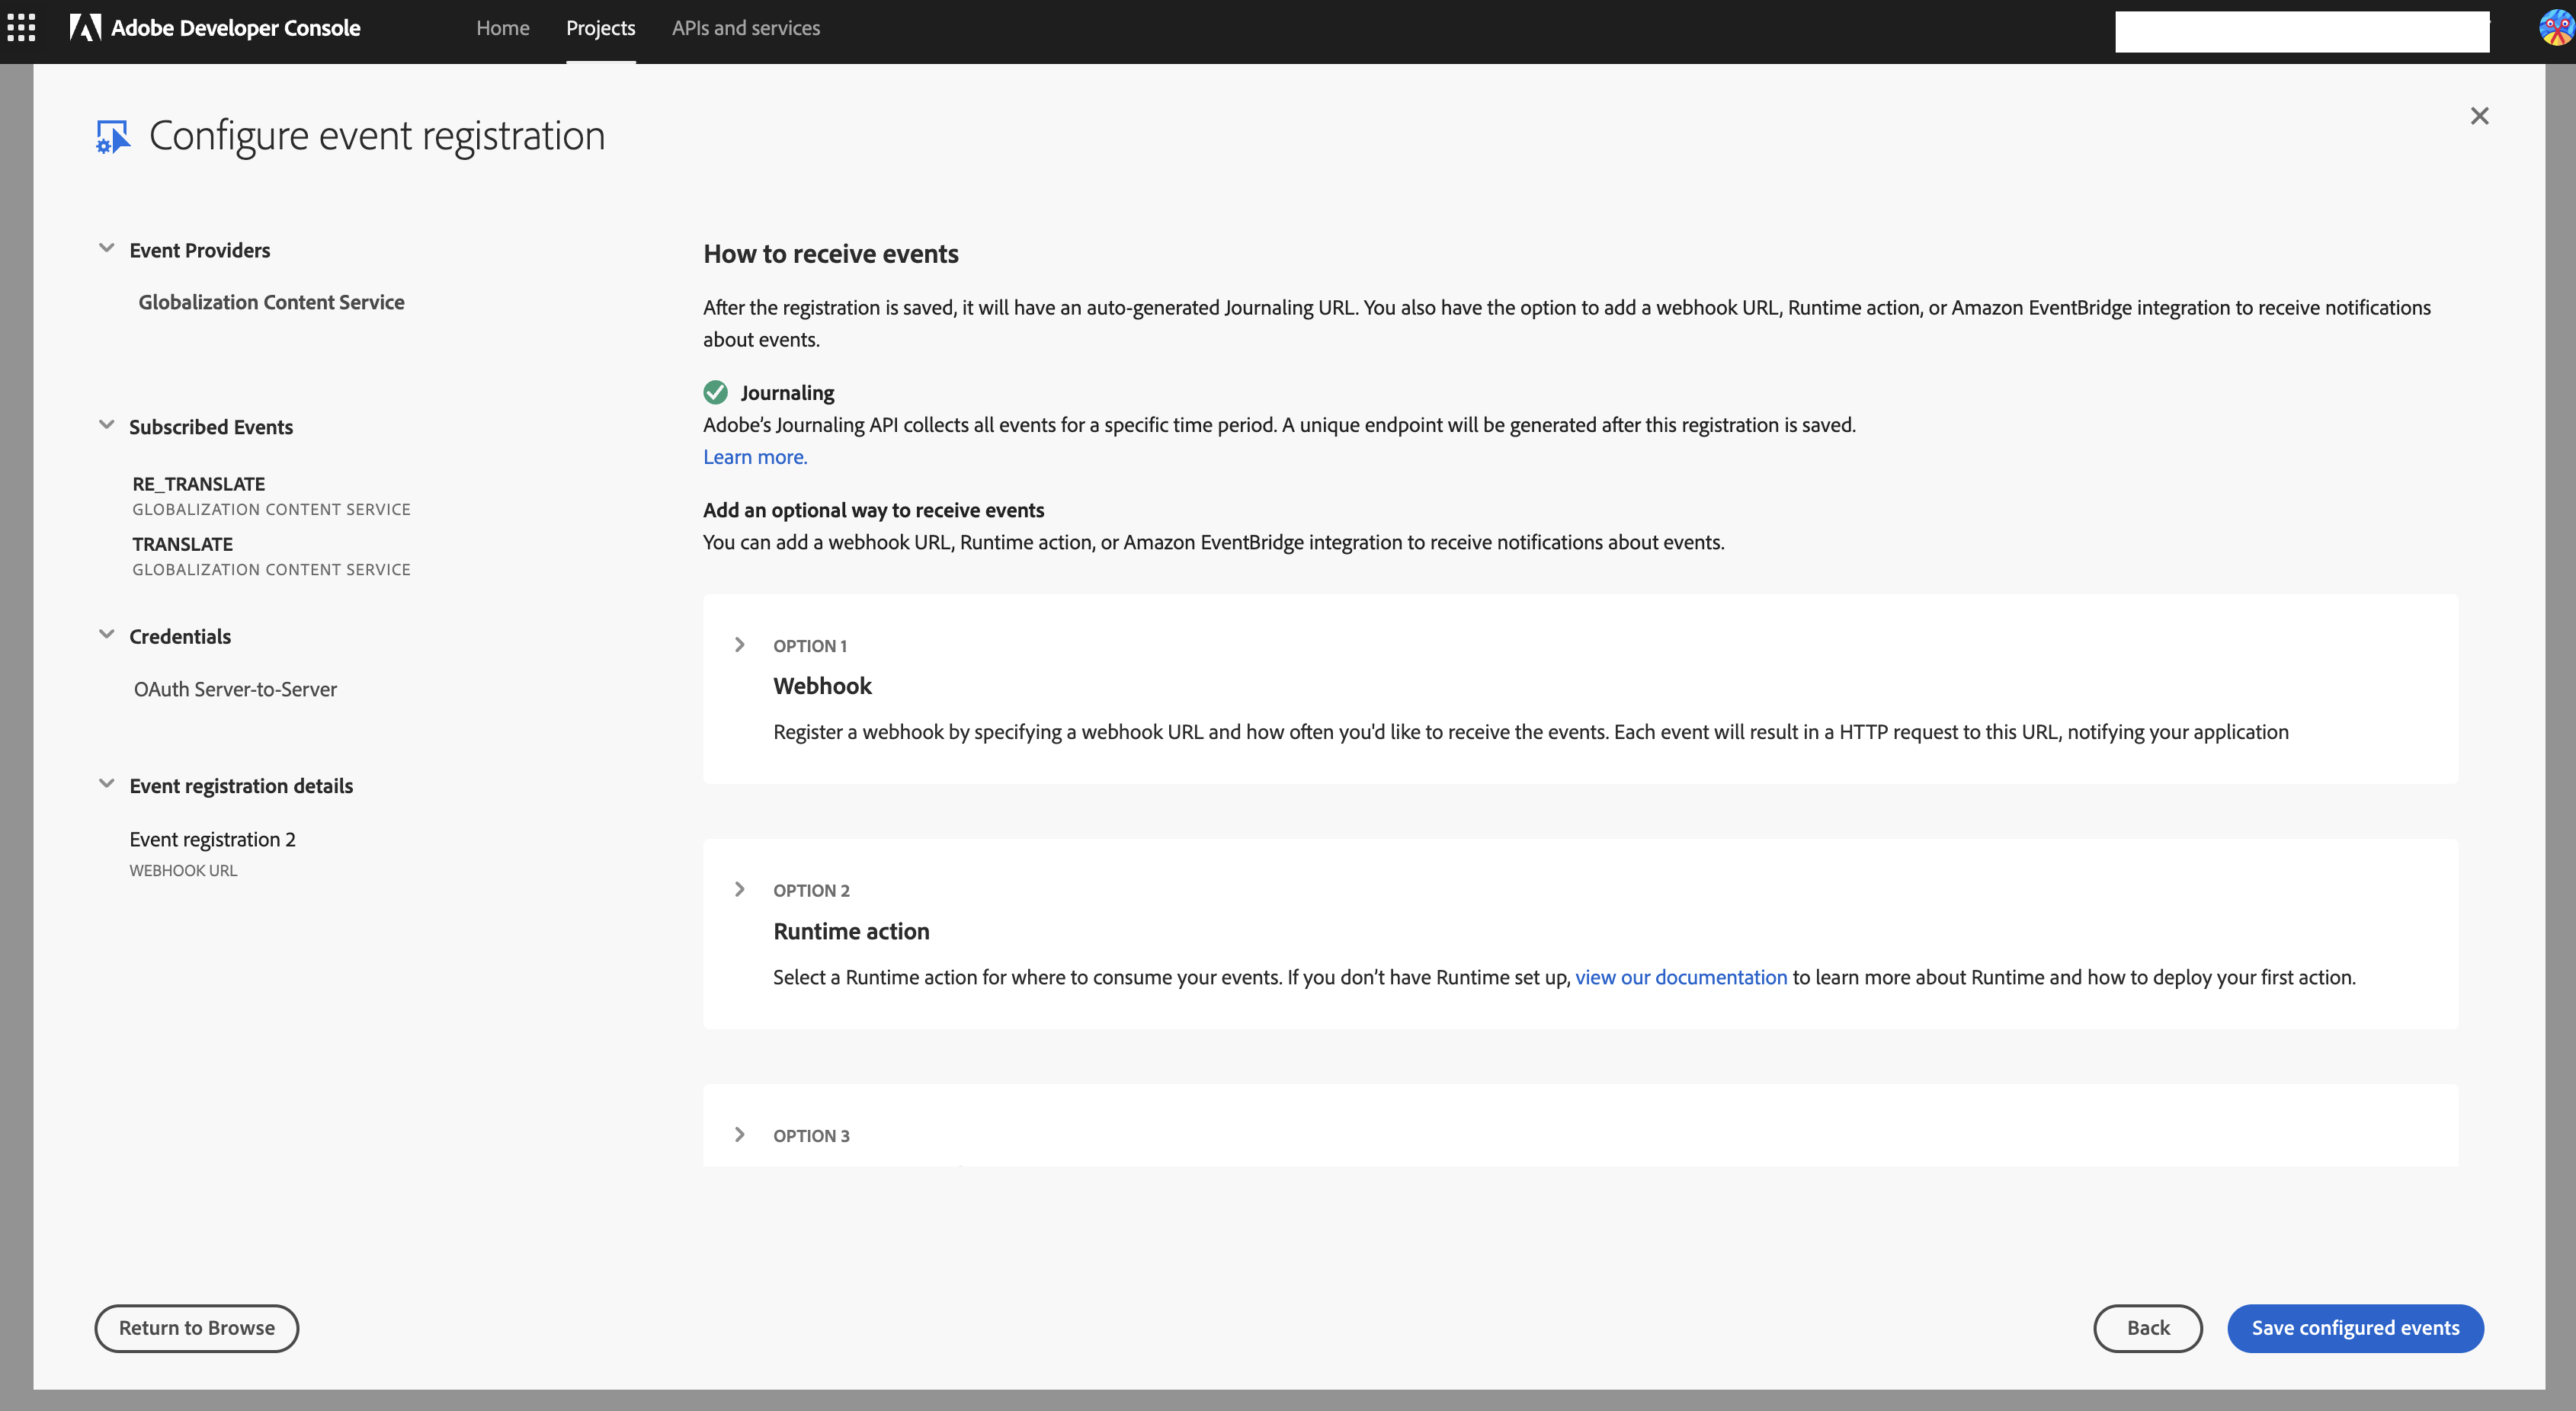 Adobe Developer Console
Home
Projects
APIs and services
Configure event registration
Event Providers
Globalization Content Service
Subscribed Events
RE_TRANSLATE
GLOBALIZATION CONTENT SERVICE
TRANSLATE
GLOBALIZATION CONTENT SERVICE
Credentials
OAuth Server-to-Server
Event registration details
Event registration 2
WEBHOOK URL
How to receive events
After the registration is saved, it will have an auto-generated Journaling URL. You also have the option to add a webhook URL, Runtime action, or Amazon EventBridge integration to receive notifications
about events.
Journaling
Adobe's Journaling API collects all events for a specific time period. A unique endpoint will be generated after this registration is saved.
Learn more.
Add an optional way to receive events
You can add a webhook URL, Runtime action, or Amazon EventBridge integration to receive notifications about events.
OPTION 1
Webhook
Register a webhook by specifying a webhook URL and how often you'd like to receive the events. Each event will result in a HTTP request to this URL, notifying your application
OPTION 2
Runtime action
Select a Runtime action for where to consume your events. If you don't have Runtime set up, view our documentation to learn more about Runtime and how to deploy your first action.
OPTION 3
Return to Browse
Back
Save configured events